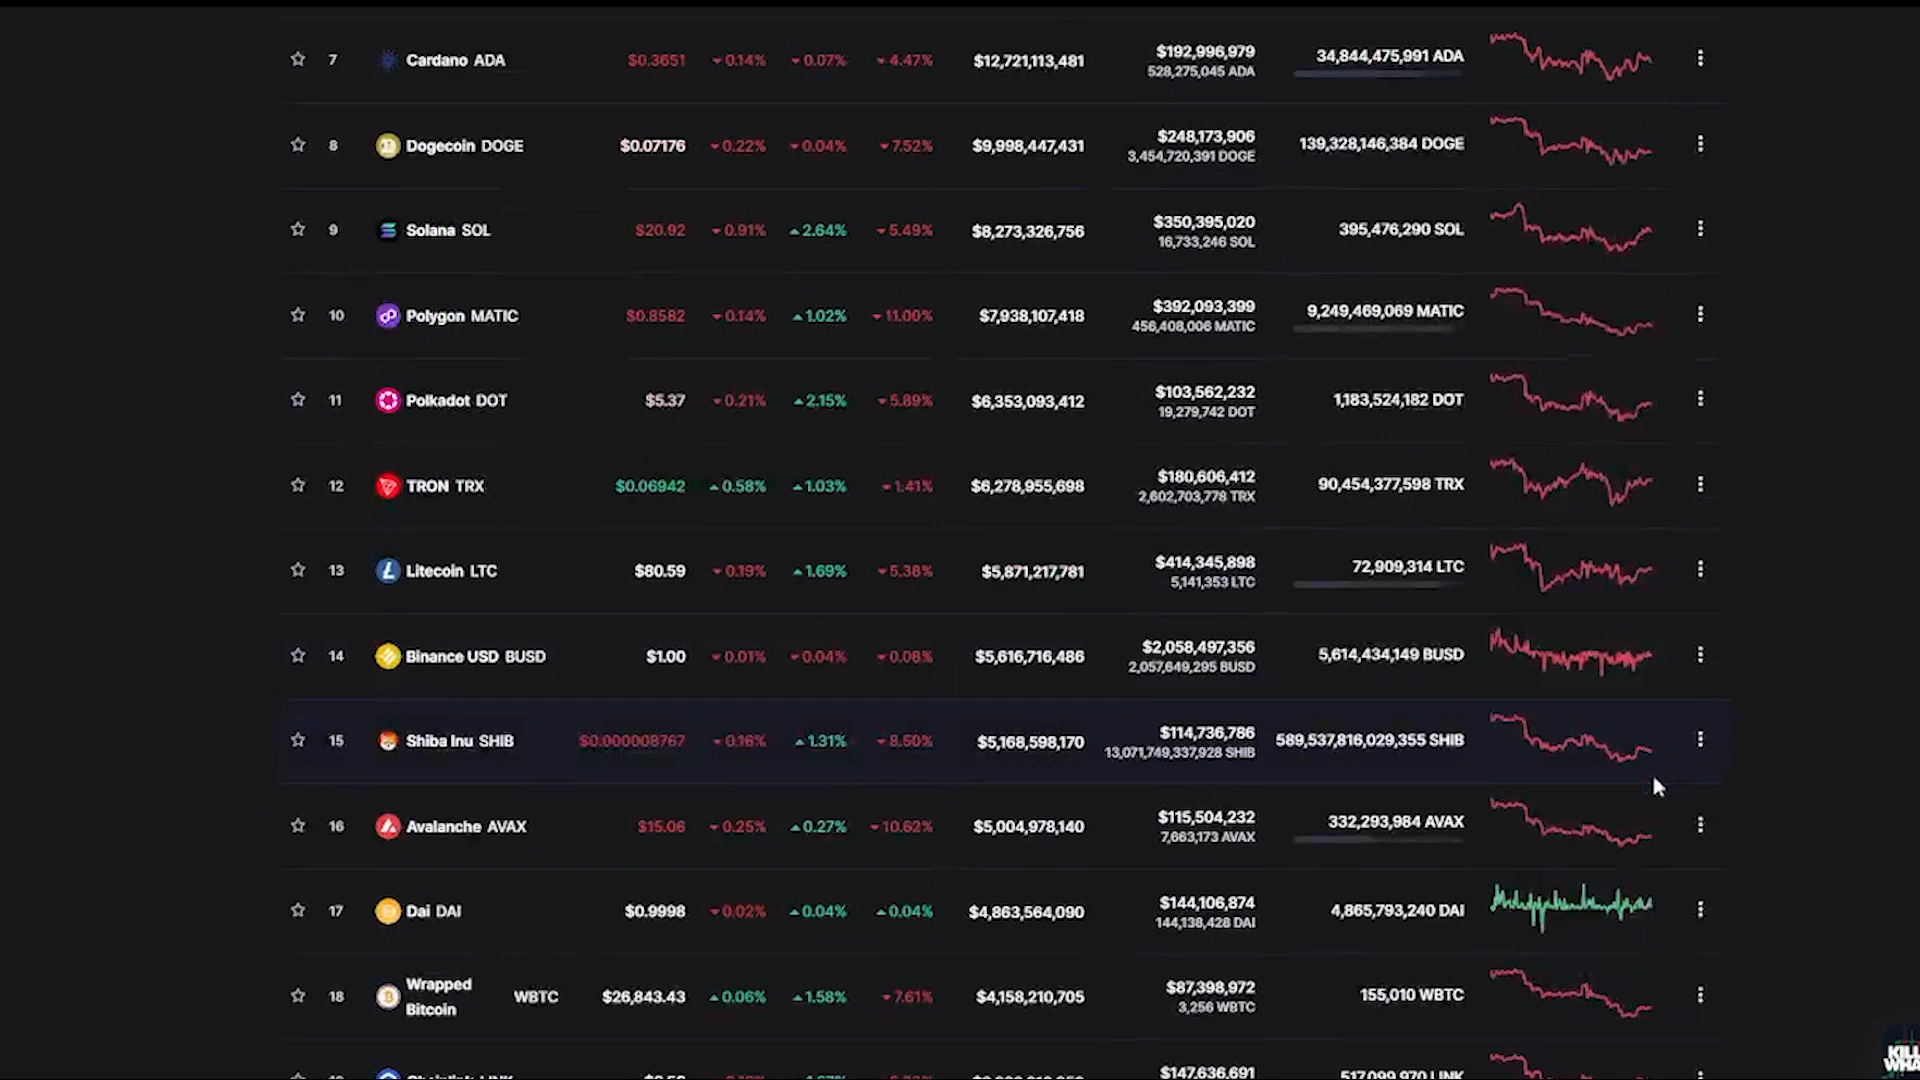 7 Cardano ADA $0.3651 0.14% 0.07% 4.47% $12,721,113,481 $192,996,979 34,844,475,991 ADA
528,275,045 ADA
8 Dogecoin DOGE $0.07176 0.22% 0.04% 7.52% $9,998,447,431 $248,173,906 139,328,146,384 DOGE
3,454,720,391 DOGE
9 Solana SOL $20.92 0.91% 2.64% 5.49% $8,273,326,756 $350,395,020 395,476,290 SOL
16,733,246 SOL
10 Polygon MATIC $0.8582 0.14% 1.02% 11.00% $7,938,107,418 $392,093,399 9,249,469,069 MATIC
456,408,006 MATIC
11 Polkadot DOT $5.37 0.21% 2.15% 5.89% $6,353,093,412 $103,562,232 1,183,524,182 DOT
19,279,742 DOT
12 TRON TRX $0.06942 0.58% 1.03% 1.41% $6,278,955,698 $180,606,412 90,454,377,598 TRX
2,602,703,778 TRX
13 Litecoin LTC $80.59 0.19% 1.69% 5.38% $5,871,217,781 $414,345,898 72,909,314 LTC
5,141,353 LTC
14 Binance USD BUSD $1.00 0.01% 0.04% 0.08% $5,616,716,486 $2,058,497,356 5,614,434,149 BUSD
2,057,649,295 BUSD
15 Shiba Inu SHIB $0.000008767 0.16% 1.31% 8.50% $5,168,598,170 $114,736,786 589,537,816,029,355 SHIB
13,071,749,337,928 SHIB
16 Avalanche AVAX $15.06 0.25% 0.27% 10.62% $5,004,978,140 $115,504,232 332,293,984 AVAX
7,663,173 AVAX
17 Dai DAI $0.9998 0.02% 0.04% 0.04% $4,863,564,090 $144,106,874 4,865,793,240 DAI
144,138,428 DAI
18 Wrapped Bitcoin WBTC $26,843.43 0.06% 1.58% 7.61% $4,158,210,705 $87,398,972 155,010 WBTC
3,256 WBTC
$147,636,691 517,099,970 LINK
KILL
WHA